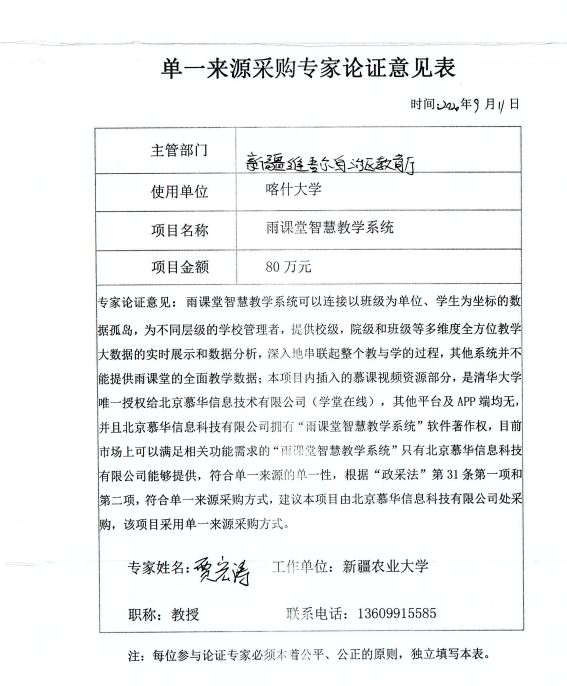 单一来源采购专家论证意见表
时间:2020年9月11日
主管部门 新疆维吾尔自治区教育厅
使用单位 喀什大学
项目名称 雨课堂智慧教学系统
项目金额 80 万元
专家论证意见：雨课堂智慧教学系统可以连接以班级为单位、学生为坐标的数
据孤岛，为不同层级的学校管理者，提供校级，院级和班级等多维度全方位教学
大数据的实时展示和数据分析，深入地串联起整个教与学的过程，其他系统并不
能提供雨课堂的全面教学数据；本项目内插入的慕课视频资源部分，是清华大学
唯一授权给北京慕华信息技术有限公司（学堂在线），其他平台及 APP 端均无，
并且北京慕华信息科技有限公司拥有“雨课堂智慧教学系统”软件著作权，目前
市场上可以满足相关功能需求的“雨课堂智慧教学系统”只有北京慕华信息科技
有限公司能够提供，符合单一来源的单一性，根据“政采法”第 31 条第一项和
第二项，符合单一来源采购方式，建议本项目由北京慕华信息科技有限公司处采
购，该项目采用单一来源采购方式。
专家姓名：贾宏涛 工作单位：新疆农业大学
职称：教授 联系电话：13609915585
注：每位参与论证专家必须本着公平、公正的原则，独立填写本表。